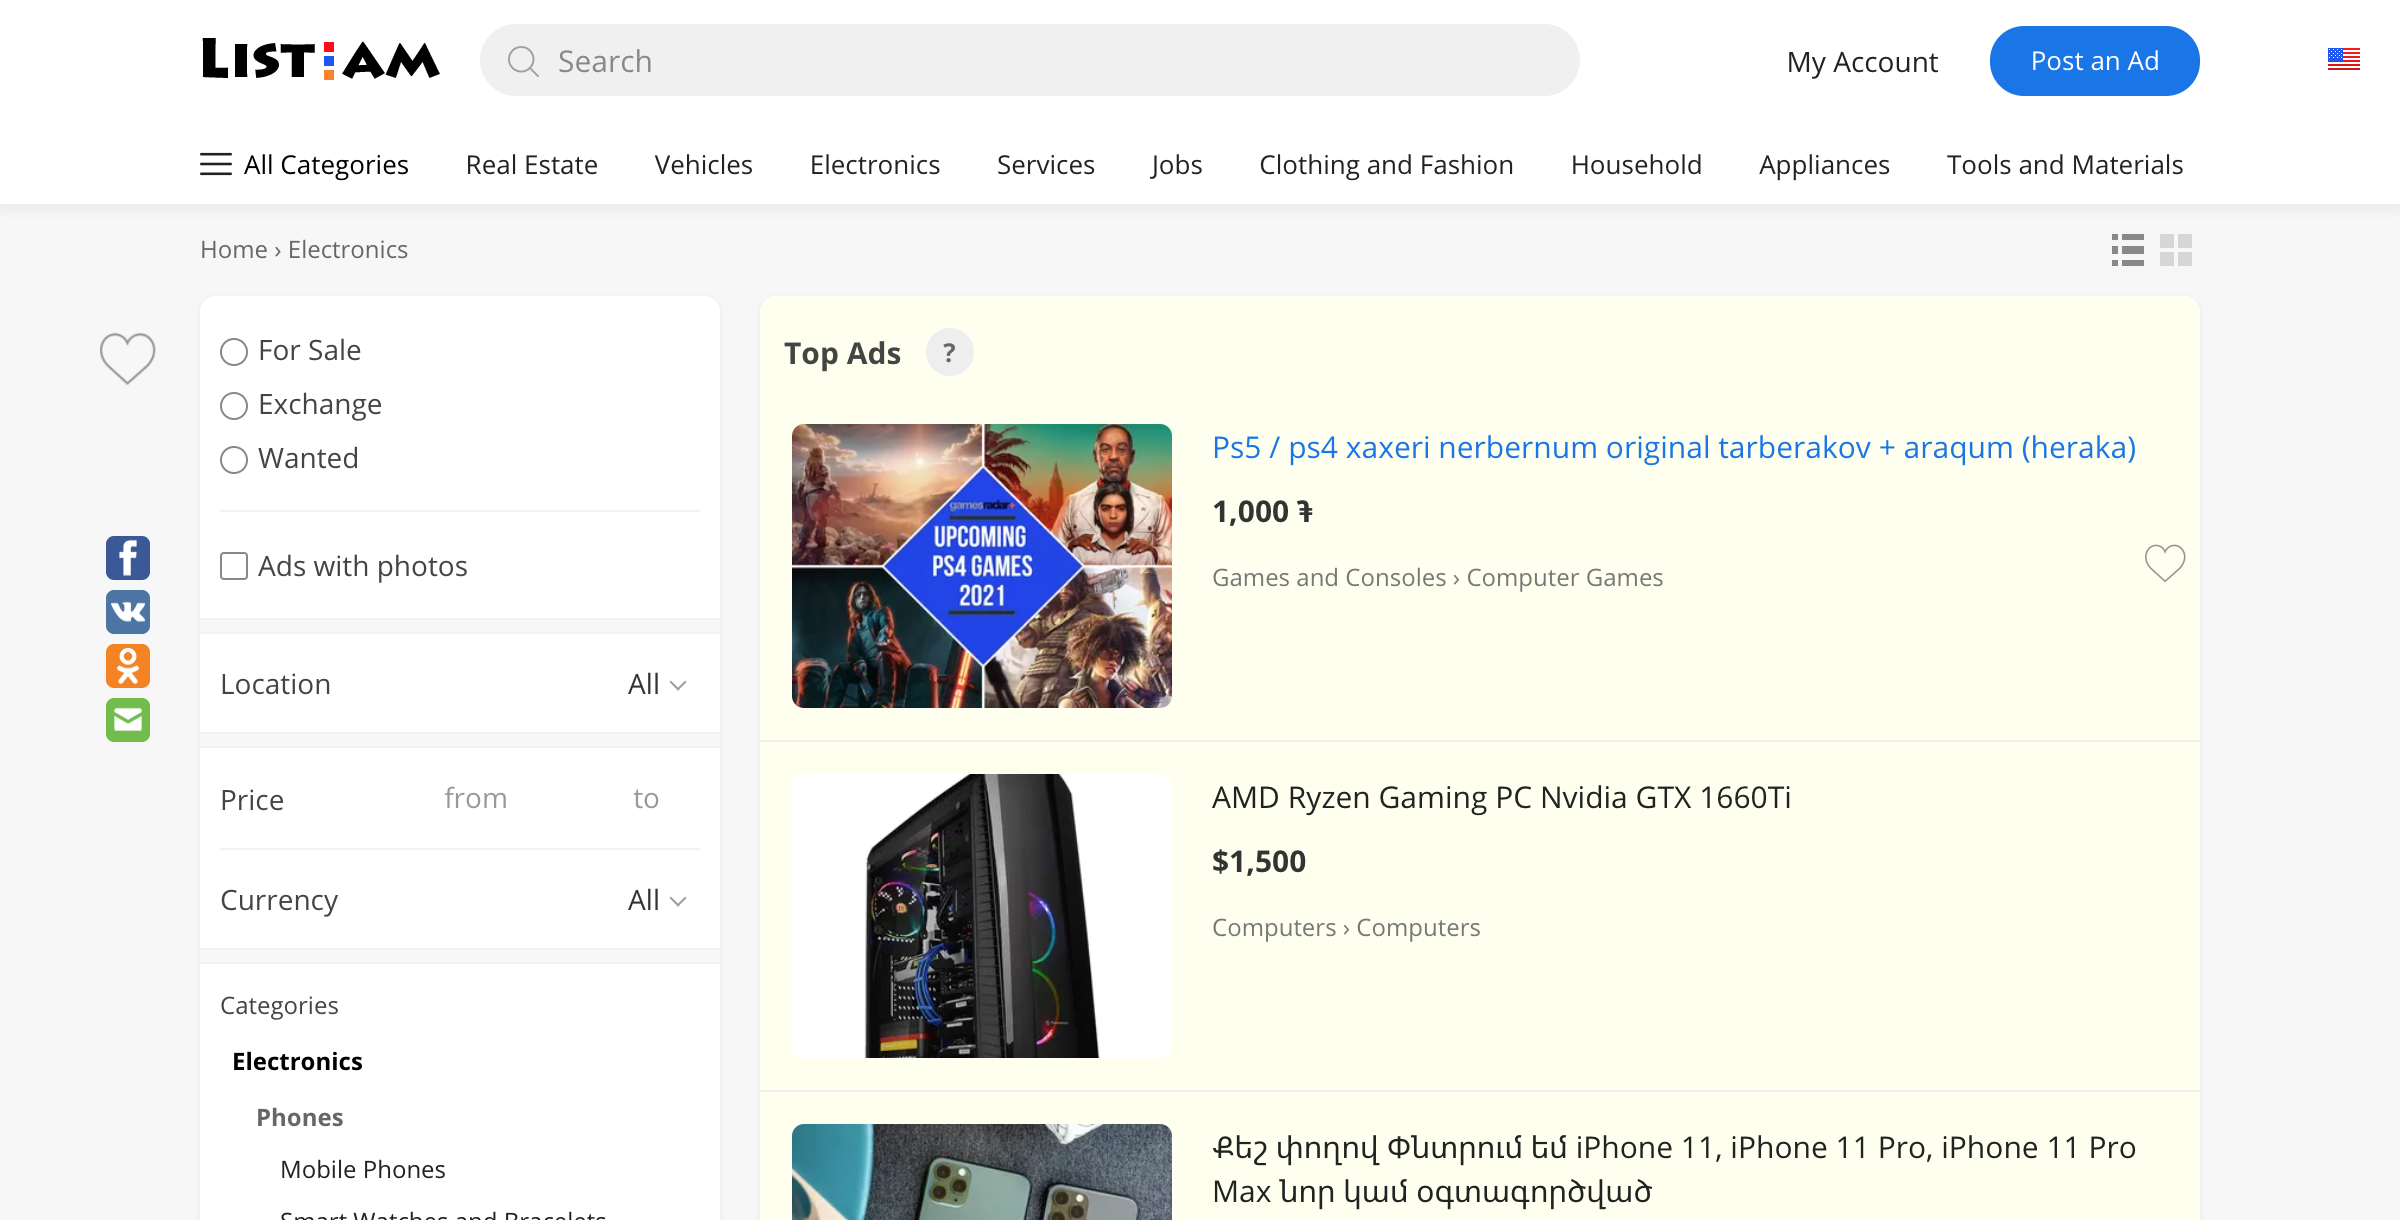 LIST.AM
Search
My Account
Post an Ad
All Categories
Real Estate
Vehicles
Electronics
Services
Jobs
Clothing and Fashion
Household
Appliances
Tools and Materials
Home › Electronics
For Sale
Exchange
Wanted
Ads with photos
Location
All
Price
from
to
Currency
All
Categories
Electronics
Phones
Mobile Phones
Smart Watches and Bracelets
Top Ads
?
gamesradar+
UPCOMING
PS4 GAMES
2021
Ps5 / ps4 xaxeri nerbernum original tarberakov + araqum (heraka)
1,000 ֏
Games and Consoles › Computer Games
AMD Ryzen Gaming PC Nvidia GTX 1660Ti
$1,500
Computers › Computers
Քեշ փողով Փնտրում եմ iPhone 11, iPhone 11 Pro, iPhone 11 Pro
Max նոր կամ օգտագործված